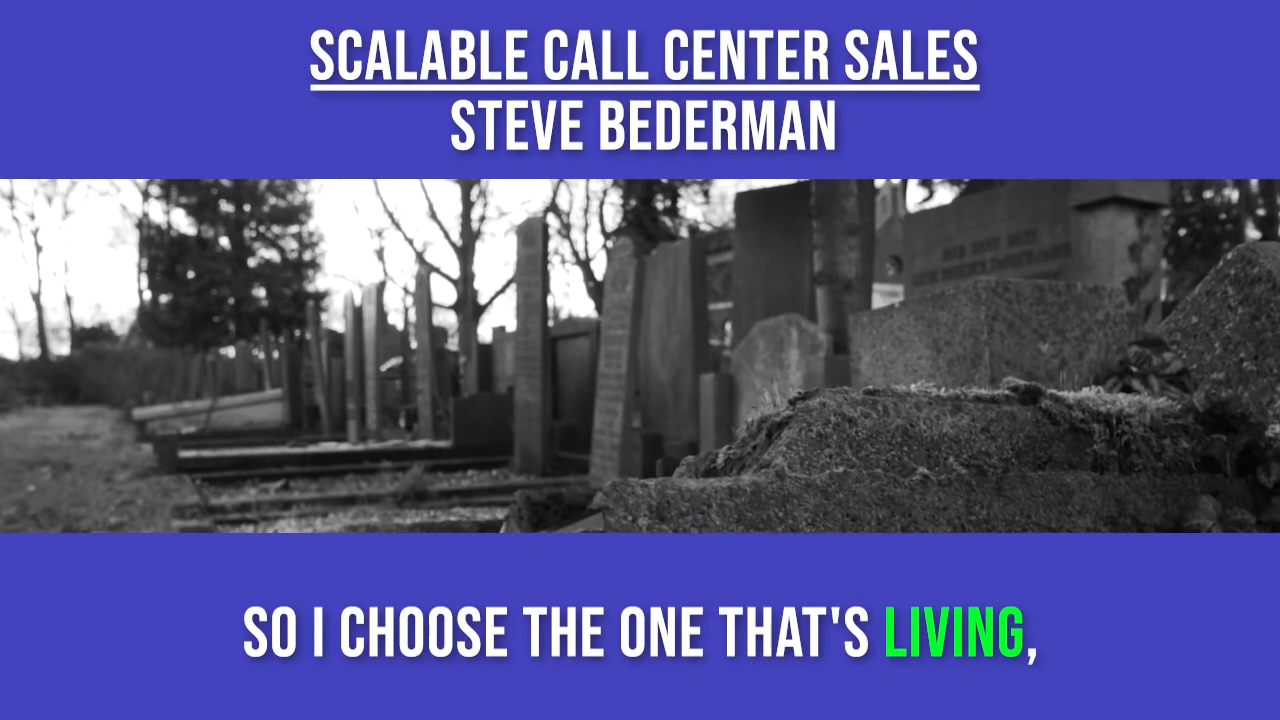 SCALABLE CALL CENTER SALES
STEVE BEDERMAN
SO I CHOOSE THE ONE THAT'S LIVING,